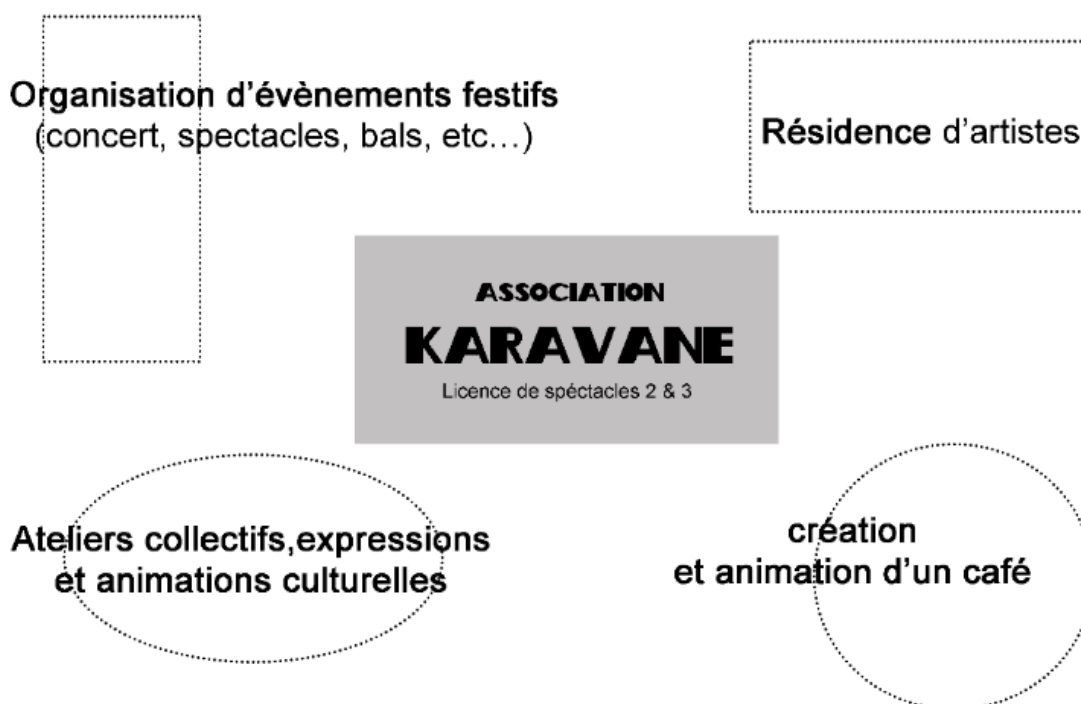 Organisation d'évènements festifs
(concert, spectacles, bals, etc…)
Résidence d'artistes
ASSOCIATION
KARAVANE
Licence de spéctacles 2 & 3
Ateliers collectifs,expressions
et animations culturelles
création
et animation d'un café